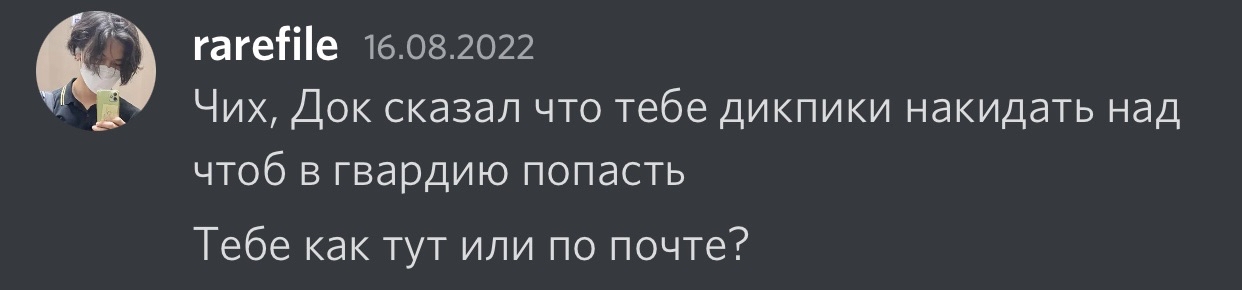 rarefile 16.08.2022
Чих, Док сказал что тебе дикпики накидать над
чтоб в гвардию попасть
Тебе как тут или по почте?